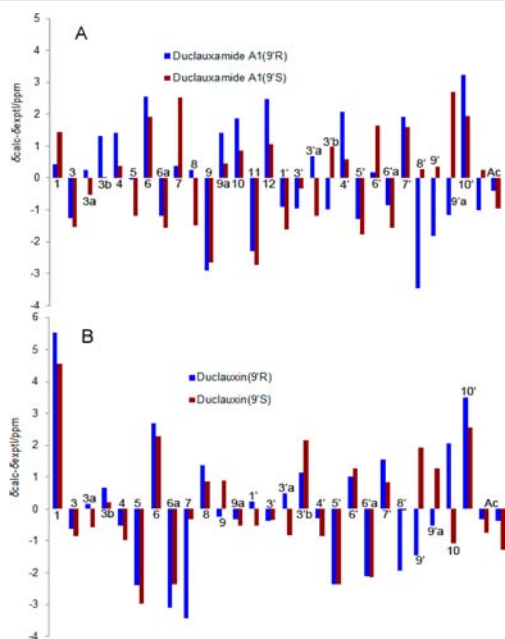 5
4
3
2
1
0
-1
-2
-3
-4
δcalc-δexptl/ppm
A
Duclauxamide A1(9'R)
Duclauxamide A1(9'S)
1
3
3a
3b
4
5
6
6a
7
8
9
9a
10
11
12
1'
3'
3'a
3'b
4'
5'
6'
6'a
7'
8'
9'
9'a
10'
Ac
6
5
4
3
2
1
0
-1
-2
-3
-4
δcalc-δexptl/ppm
B
Duclauxin(9'R)
Duclauxin(9'S)
1
3
3a
3b
4
5
6
6a
7
8
9
9a
1'
3'
3'a
3'b
4'
5'
6'
6'a
7'
8'
9'
9'a
10
10'
Ac